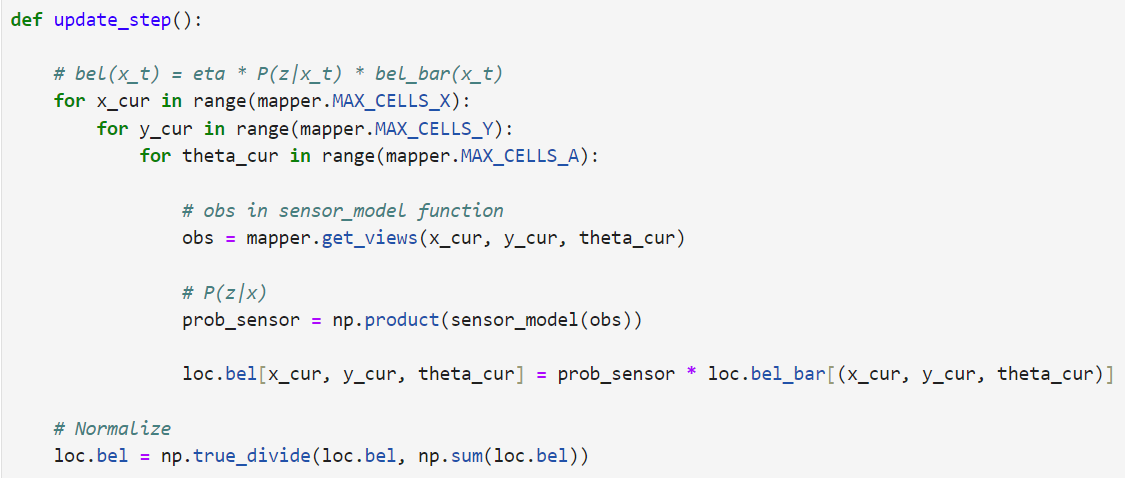 def update_step():
    # bel(x_t) = eta * P(z|x_t) * bel_bar(x_t)
    for x_cur in range(mapper.MAX_CELLS_X):
        for y_cur in range(mapper.MAX_CELLS_Y):
            for theta_cur in range(mapper.MAX_CELLS_A):
                # obs in sensor_model function
                obs = mapper.get_views(x_cur, y_cur, theta_cur)
                # P(z|x)
                prob_sensor = np.product(sensor_model(obs))
                loc.bel[x_cur, y_cur, theta_cur] = prob_sensor * loc.bel_bar[(x_cur, y_cur, theta_cur)]
    # Normalize
    loc.bel = np.true_divide(loc.bel, np.sum(loc.bel))